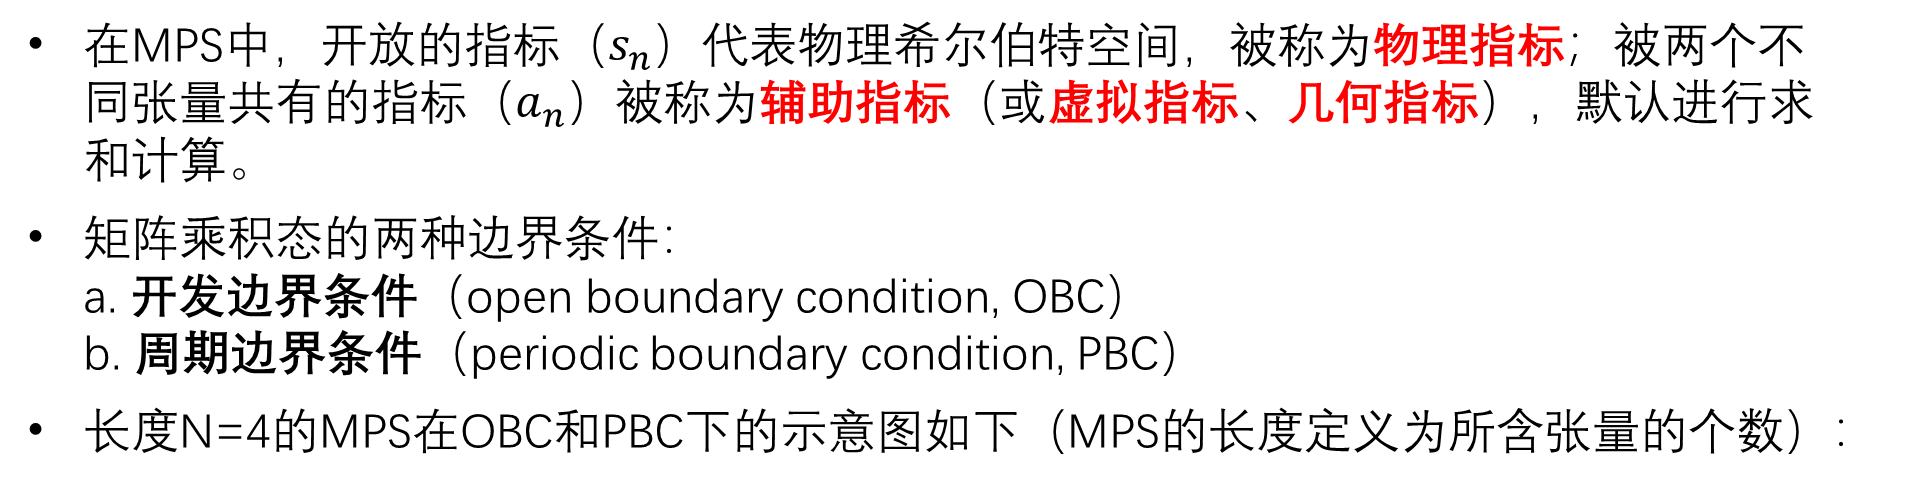 • 在MPS中，开放的指标（sₙ）代表物理希尔伯特空间，被称为物理指标；被两个不
同张量共有的指标（aₙ）被称为辅助指标（或虚拟指标、几何指标），默认进行求
和计算。
• 矩阵乘积态的两种边界条件：
a. 开发边界条件（open boundary condition, OBC）
b. 周期边界条件（periodic boundary condition, PBC）
• 长度N=4的MPS在OBC和PBC下的示意图如下（MPS的长度定义为所含张量的个数）：